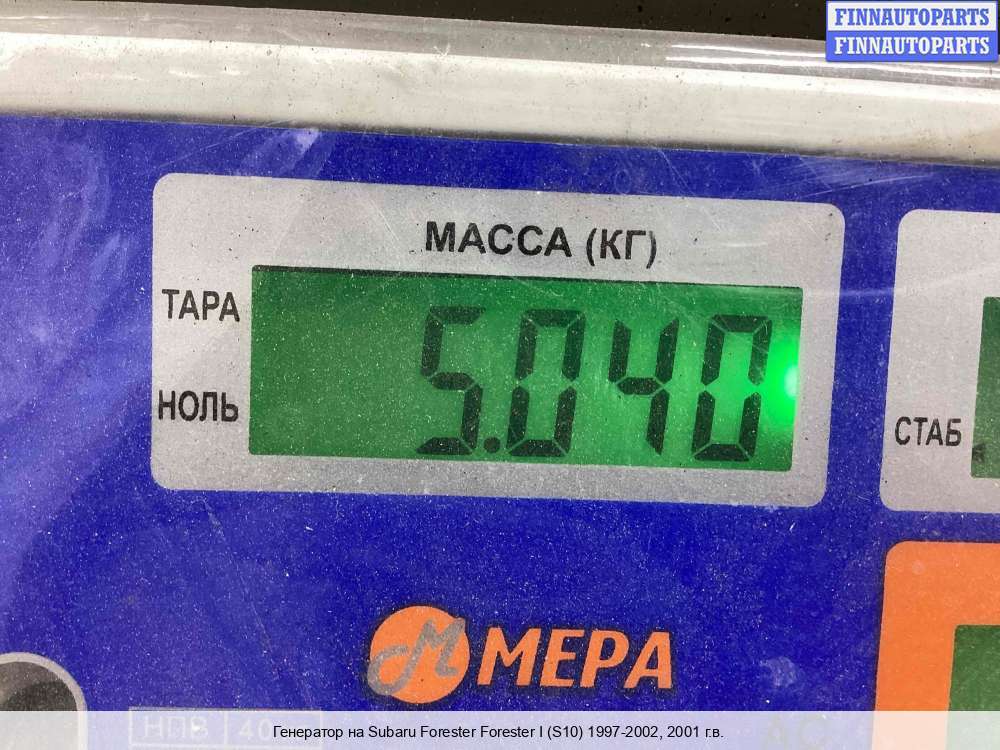 FINNAUTOPARTS
FINNAUTOPARTS
МАССА (КГ)
ТАРА
5.040
НОЛЬ
СТАБ
М МЕРА
НПВ
Генератор на Subaru Forester Forester I (S10) 1997-2002, 2001 г.в.